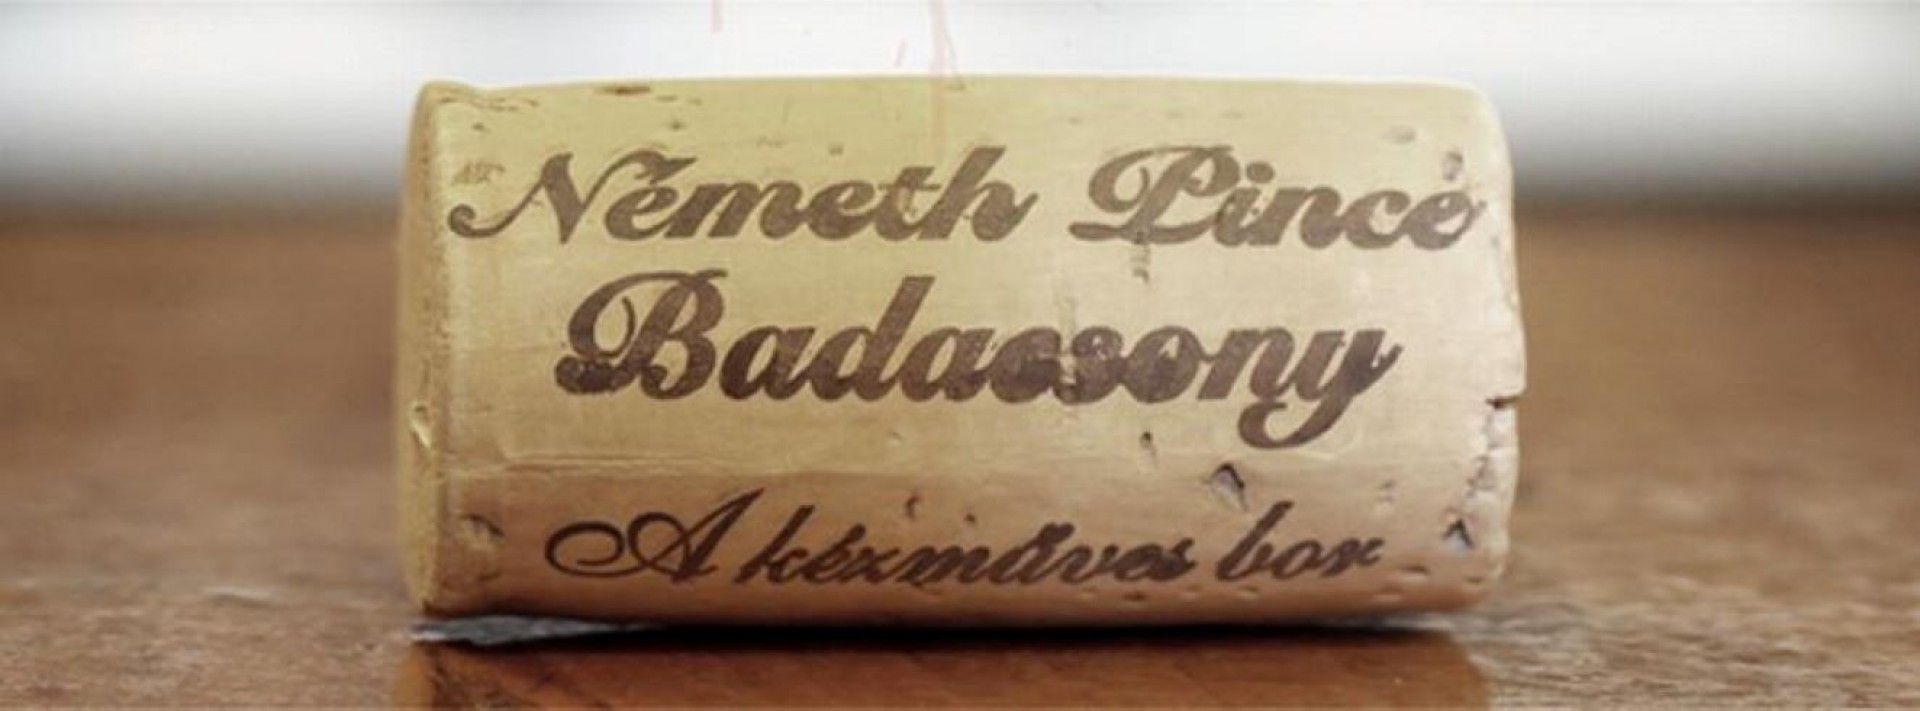 Németh Pince
Badacsony
A kézműves bor